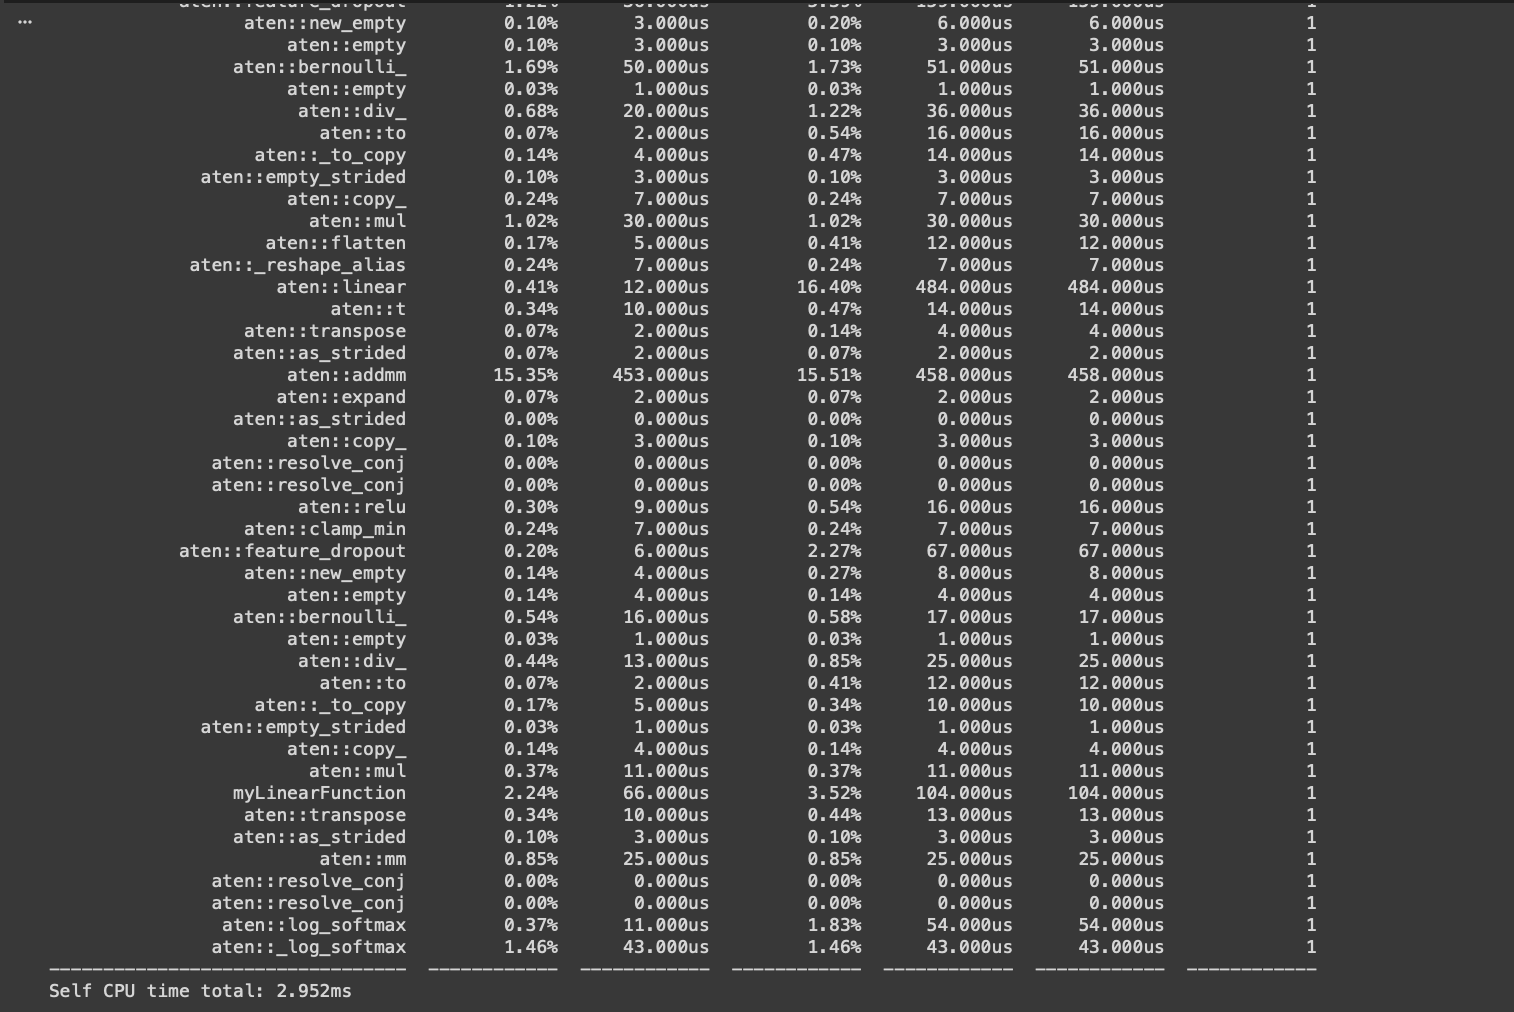 aten::feature_dropout 1.22% 36.000us 5.39% 159.000us 159.000us 1
aten::new_empty 0.10% 3.000us 0.20% 6.000us 6.000us 1
aten::empty 0.10% 3.000us 0.10% 3.000us 3.000us 1
aten::bernoulli_ 1.69% 50.000us 1.73% 51.000us 51.000us 1
aten::empty 0.03% 1.000us 0.03% 1.000us 1.000us 1
aten::div_ 0.68% 20.000us 1.22% 36.000us 36.000us 1
aten::to 0.07% 2.000us 0.54% 16.000us 16.000us 1
aten::_to_copy 0.14% 4.000us 0.47% 14.000us 14.000us 1
aten::empty_strided 0.10% 3.000us 0.10% 3.000us 3.000us 1
aten::copy_ 0.24% 7.000us 0.24% 7.000us 7.000us 1
aten::mul 1.02% 30.000us 1.02% 30.000us 30.000us 1
aten::flatten 0.17% 5.000us 0.41% 12.000us 12.000us 1
aten::_reshape_alias 0.24% 7.000us 0.24% 7.000us 7.000us 1
aten::linear 0.41% 12.000us 16.40% 484.000us 484.000us 1
aten::t 0.34% 10.000us 0.47% 14.000us 14.000us 1
aten::transpose 0.07% 2.000us 0.14% 4.000us 4.000us 1
aten::as_strided 0.07% 2.000us 0.07% 2.000us 2.000us 1
aten::addmm 15.35% 453.000us 15.51% 458.000us 458.000us 1
aten::expand 0.07% 2.000us 0.07% 2.000us 2.000us 1
aten::as_strided 0.00% 0.000us 0.00% 0.000us 0.000us 1
aten::copy_ 0.10% 3.000us 0.10% 3.000us 3.000us 1
aten::resolve_conj 0.00% 0.000us 0.00% 0.000us 0.000us 1
aten::resolve_conj 0.00% 0.000us 0.00% 0.000us 0.000us 1
aten::relu 0.30% 9.000us 0.54% 16.000us 16.000us 1
aten::clamp_min 0.24% 7.000us 0.24% 7.000us 7.000us 1
aten::feature_dropout 0.20% 6.000us 2.27% 67.000us 67.000us 1
aten::new_empty 0.14% 4.000us 0.27% 8.000us 8.000us 1
aten::empty 0.14% 4.000us 0.14% 4.000us 4.000us 1
aten::bernoulli_ 0.54% 16.000us 0.58% 17.000us 17.000us 1
aten::empty 0.03% 1.000us 0.03% 1.000us 1.000us 1
aten::div_ 0.44% 13.000us 0.85% 25.000us 25.000us 1
aten::to 0.07% 2.000us 0.41% 12.000us 12.000us 1
aten::_to_copy 0.17% 5.000us 0.34% 10.000us 10.000us 1
aten::empty_strided 0.03% 1.000us 0.03% 1.000us 1.000us 1
aten::copy_ 0.14% 4.000us 0.14% 4.000us 4.000us 1
aten::mul 0.37% 11.000us 0.37% 11.000us 11.000us 1
myLinearFunction 2.24% 66.000us 3.52% 104.000us 104.000us 1
aten::transpose 0.34% 10.000us 0.44% 13.000us 13.000us 1
aten::as_strided 0.10% 3.000us 0.10% 3.000us 3.000us 1
aten::mm 0.85% 25.000us 0.85% 25.000us 25.000us 1
aten::resolve_conj 0.00% 0.000us 0.00% 0.000us 0.000us 1
aten::resolve_conj 0.00% 0.000us 0.00% 0.000us 0.000us 1
aten::log_softmax 0.37% 11.000us 1.83% 54.000us 54.000us 1
aten::_log_softmax 1.46% 43.000us 1.46% 43.000us 43.000us 1
Self CPU time total: 2.952ms